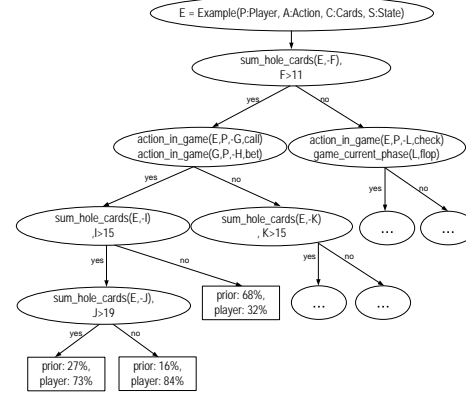 E = Example(P:Player, A:Action, C:Cards, S:State)
sum_hole_cards(E,-F),
F>11
yes
no
action_in_game(E,P,-G,call)
action_in_game(G,P,-H,bet)
action_in_game(E,P,-L,check)
game_current_phase(L,flop)
yes
no
yes
no
sum_hole_cards(E,-I)
,I>15
sum_hole_cards(E,-K)
, K>15
...
...
yes
no
yes
no
sum_hole_cards(E,-J),
J>19
prior: 68%,
player: 32%
...
...
yes
no
prior: 27%,
player: 73%
prior: 16%,
player: 84%